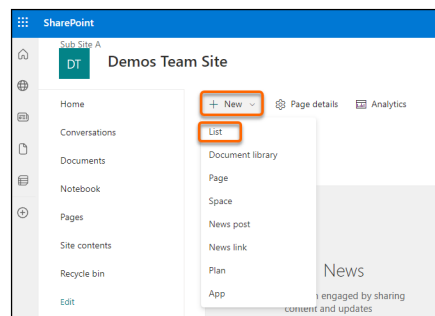 SharePoint
Sub Site A
DT
Demos Team Site
Home
Conversations
Documents
Notebook
Pages
Site contents
Recycle bin
Edit
+ New
Page details
Analytics
List
Document library
Page
Space
News post
News link
Plan
App
News
engaged by sharing
content and updates